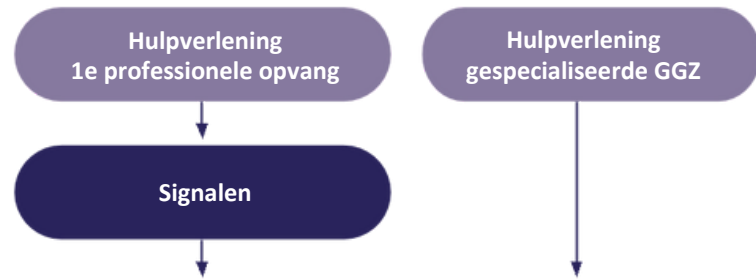 Hulpverlening
1e professionele opvang
Hulpverlening
gespecialiseerde GGZ
Signalen